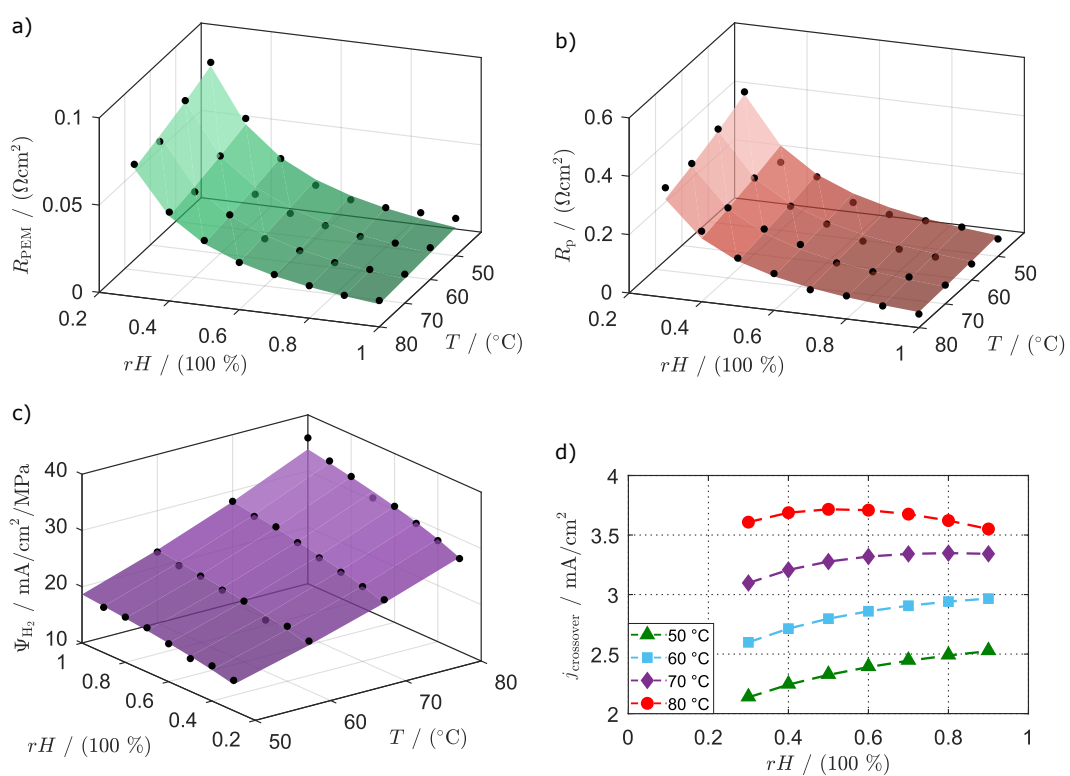 a)
0.1
0.05
0
R_PEM / (Ωcm²)
0.2
0.4
0.6
0.8
1
rH / (100 %)
50
60
70
80
T / (°C)
b)
0.6
0.4
0.2
0
R_p / (Ωcm²)
0.2
0.4
0.6
0.8
1
rH / (100 %)
50
60
70
80
T / (°C)
c)
40
30
20
10
Ψ_H₂ / mA/cm²/MPa
1
0.8
0.6
0.4
0.2
rH / (100 %)
50
60
70
80
T / (°C)
d)
4
3.5
3
2.5
2
j_crossover / mA/cm²
50 °C
60 °C
70 °C
80 °C
0
0.2
0.4
0.6
0.8
1
rH / (100 %)